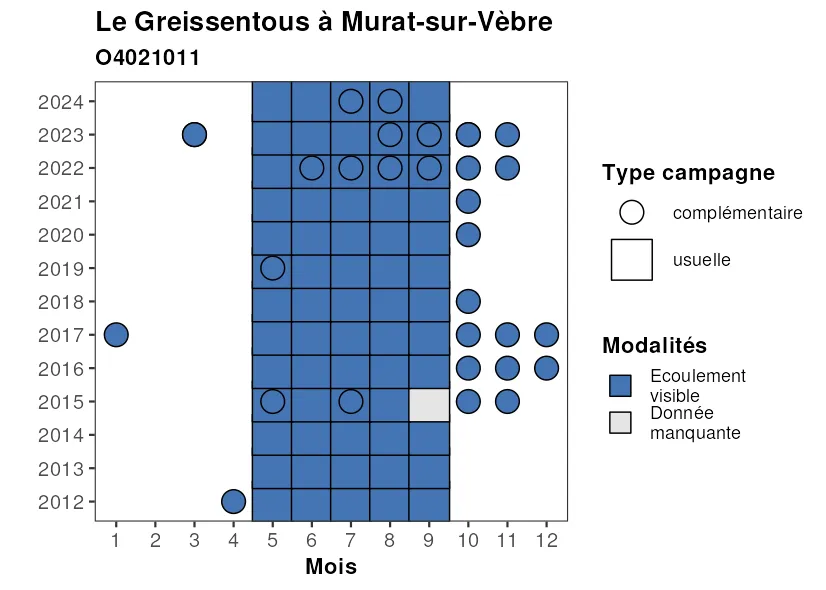 Le Greissentous à Murat-sur-Vèbre
O4021011
2024
2023
2022
2021
2020
2019
2018
2017
2016
2015
2014
2013
2012
1 2 3 4 5 6 7 8 9 10 11 12
Mois
Type campagne
complémentaire
usuelle
Modalités
Ecoulement
visible
Donnée
manquante